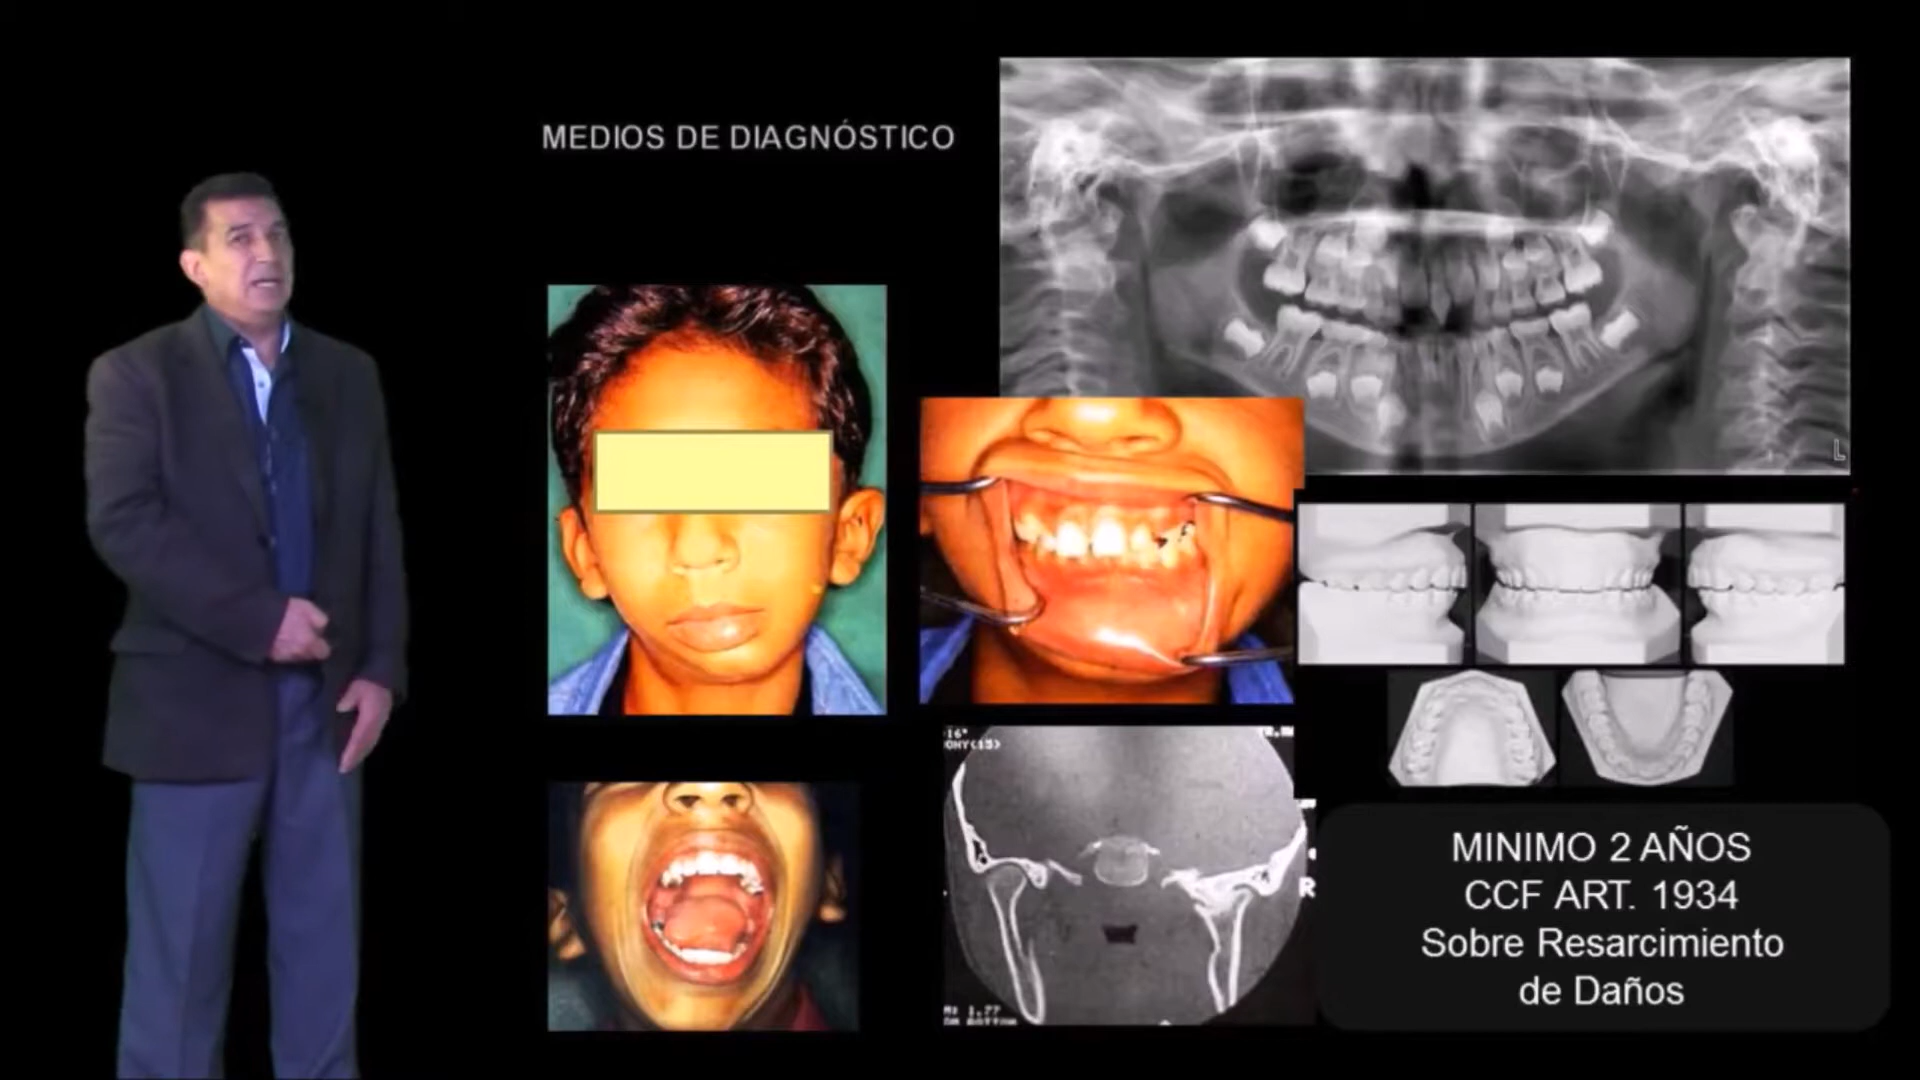 MEDIOS DE DIAGNÓSTICO
L
R
MINIMO 2 AÑOS
CCF ART. 1934
Sobre Resarcimiento
de Daños